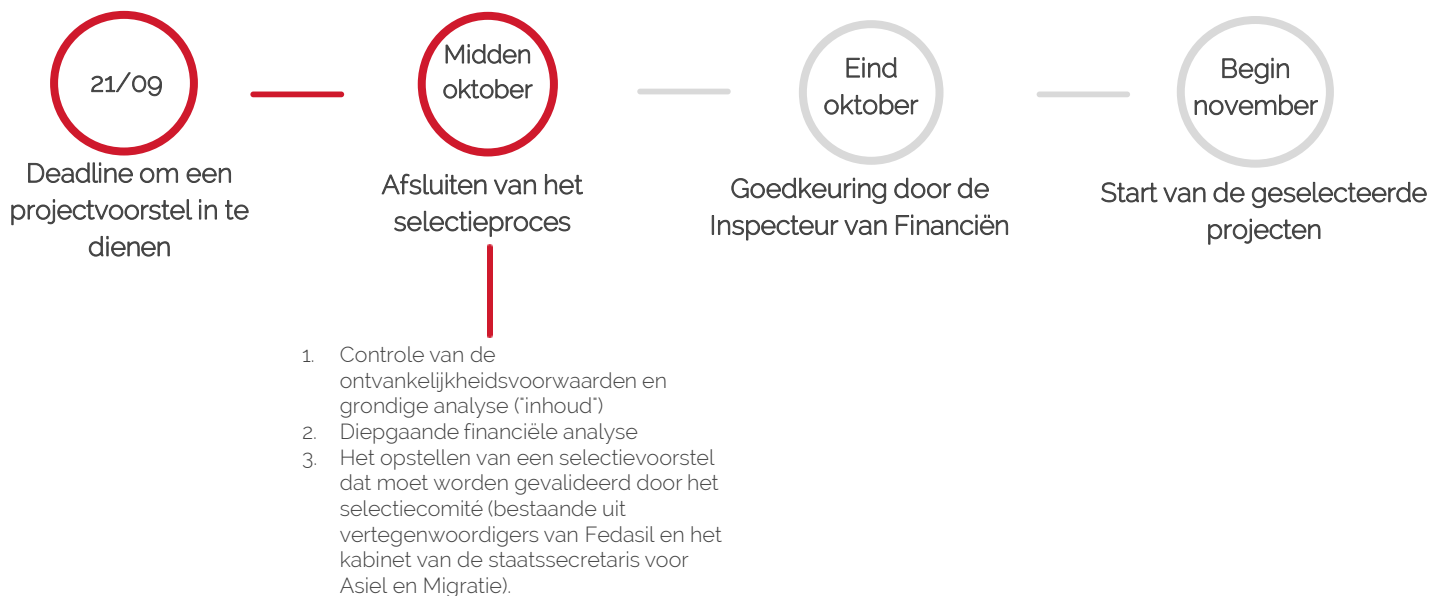 21/09
Deadline om een
projectvoorstel in te
dienen
Midden
oktober
Afsluiten van het
selectieproces
1. Controle van de
ontvankelijkheidsvoorwaarden en
grondige analyse ("inhoud")
2. Diepgaande financiële analyse
3. Het opstellen van een selectievoorstel
dat moet worden gevalideerd door het
selectiecomité (bestaande uit
vertegenwoordigers van Fedasil en het
kabinet van de staatssecretaris voor
Asiel en Migratie).
Eind
oktober
Goedkeuring door de
Inspecteur van Financiën
Begin
november
Start van de geselecteerde
projecten